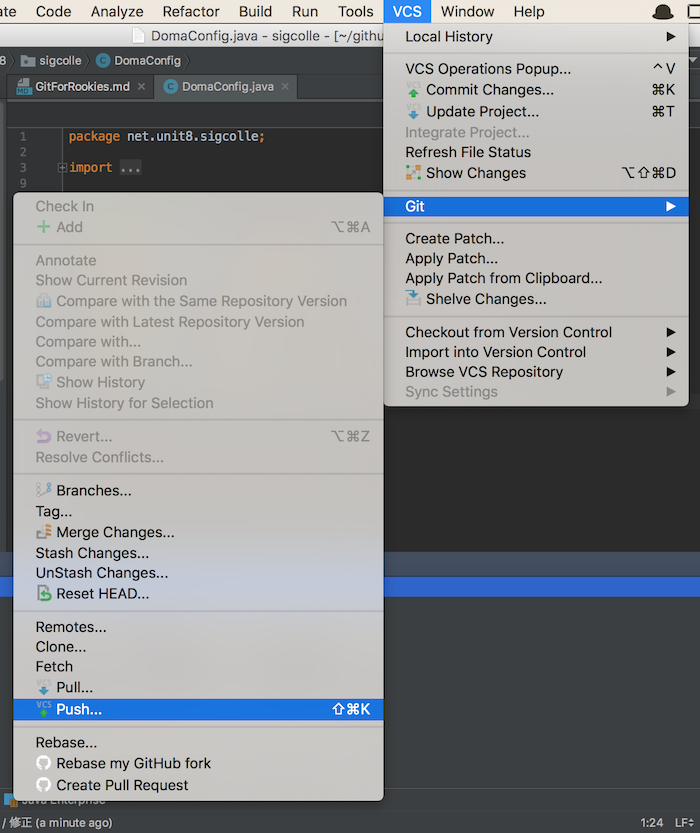 ate Code Analyze Refactor Build Run Tools VCS Window Help
DomaConfig.java - sigcolle - [~/githu
8 sigcolle DomaConfig
GitForRookies.md × DomaConfig.java ×
1 package net.unit8.sigcolle;
2
3 import ...
9
Local History ▶
VCS Operations Popup... ^V
Commit Changes... ⌘K
Update Project... ⌘T
Integrate Project...
Refresh File Status
Show Changes ⌥⇧⌘D
Git ▶
Create Patch...
Apply Patch...
Apply Patch from Clipboard...
Shelve Changes...
Checkout from Version Control ▶
Import into Version Control ▶
Browse VCS Repository ▶
Sync Settings ▶
Check In
Add ⌥⌘A
Annotate
Show Current Revision
Compare with the Same Repository Version
Compare with Latest Repository Version
Compare with...
Compare with Branch...
Show History
Show History for Selection
Revert... ⌥⌘Z
Resolve Conflicts...
Branches...
Tag...
Merge Changes...
Stash Changes...
UnStash Changes...
Reset HEAD...
Remotes...
Clone...
Fetch
Pull...
Push... ⇧⌘K
Rebase...
Rebase my GitHub fork
Create Pull Request
Java Enterprise
/ 修正 (a minute ago) 1:24 LF